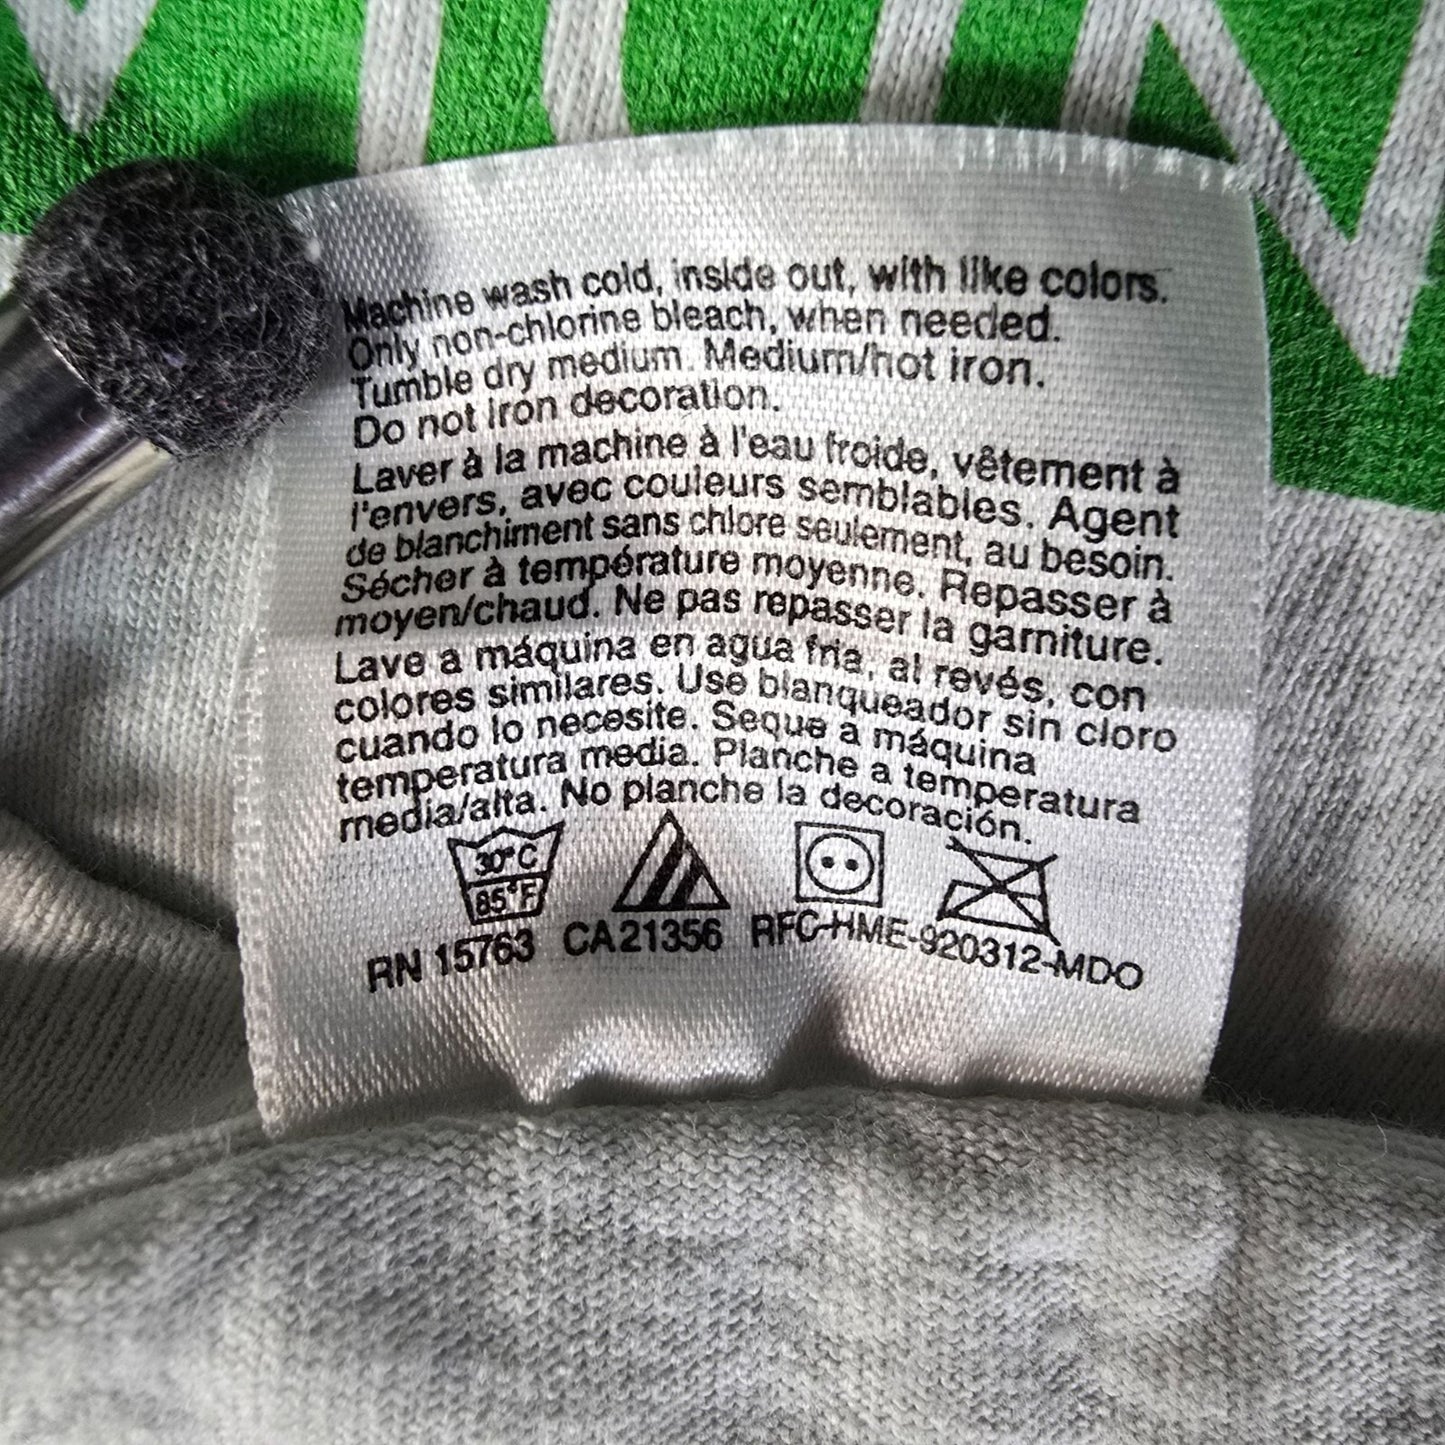 Machine wash cold, inside out, with like colors.
Only non-chlorine bleach, when needed.
Tumble dry medium. Medium/hot iron.
Do not iron decoration.
Laver à la machine à l'eau froide, vêtement à
l'envers, avec couleurs semblables. Agent
de blanchiment sans chlore seulement, au besoin.
Sécher à température moyenne. Repasser à
moyen/chaud. Ne pas repasser la garniture.
Lave a máquina en agua fria, al revés, con
colores similares. Use blanqueador sin cloro
cuando lo necesite. Seque a máquina
temperatura media. Planche a temperatura
media/alta. No planche la decoración.
30°C
85°F
RN 15763 CA21356 RFC-HME-920312-MDO